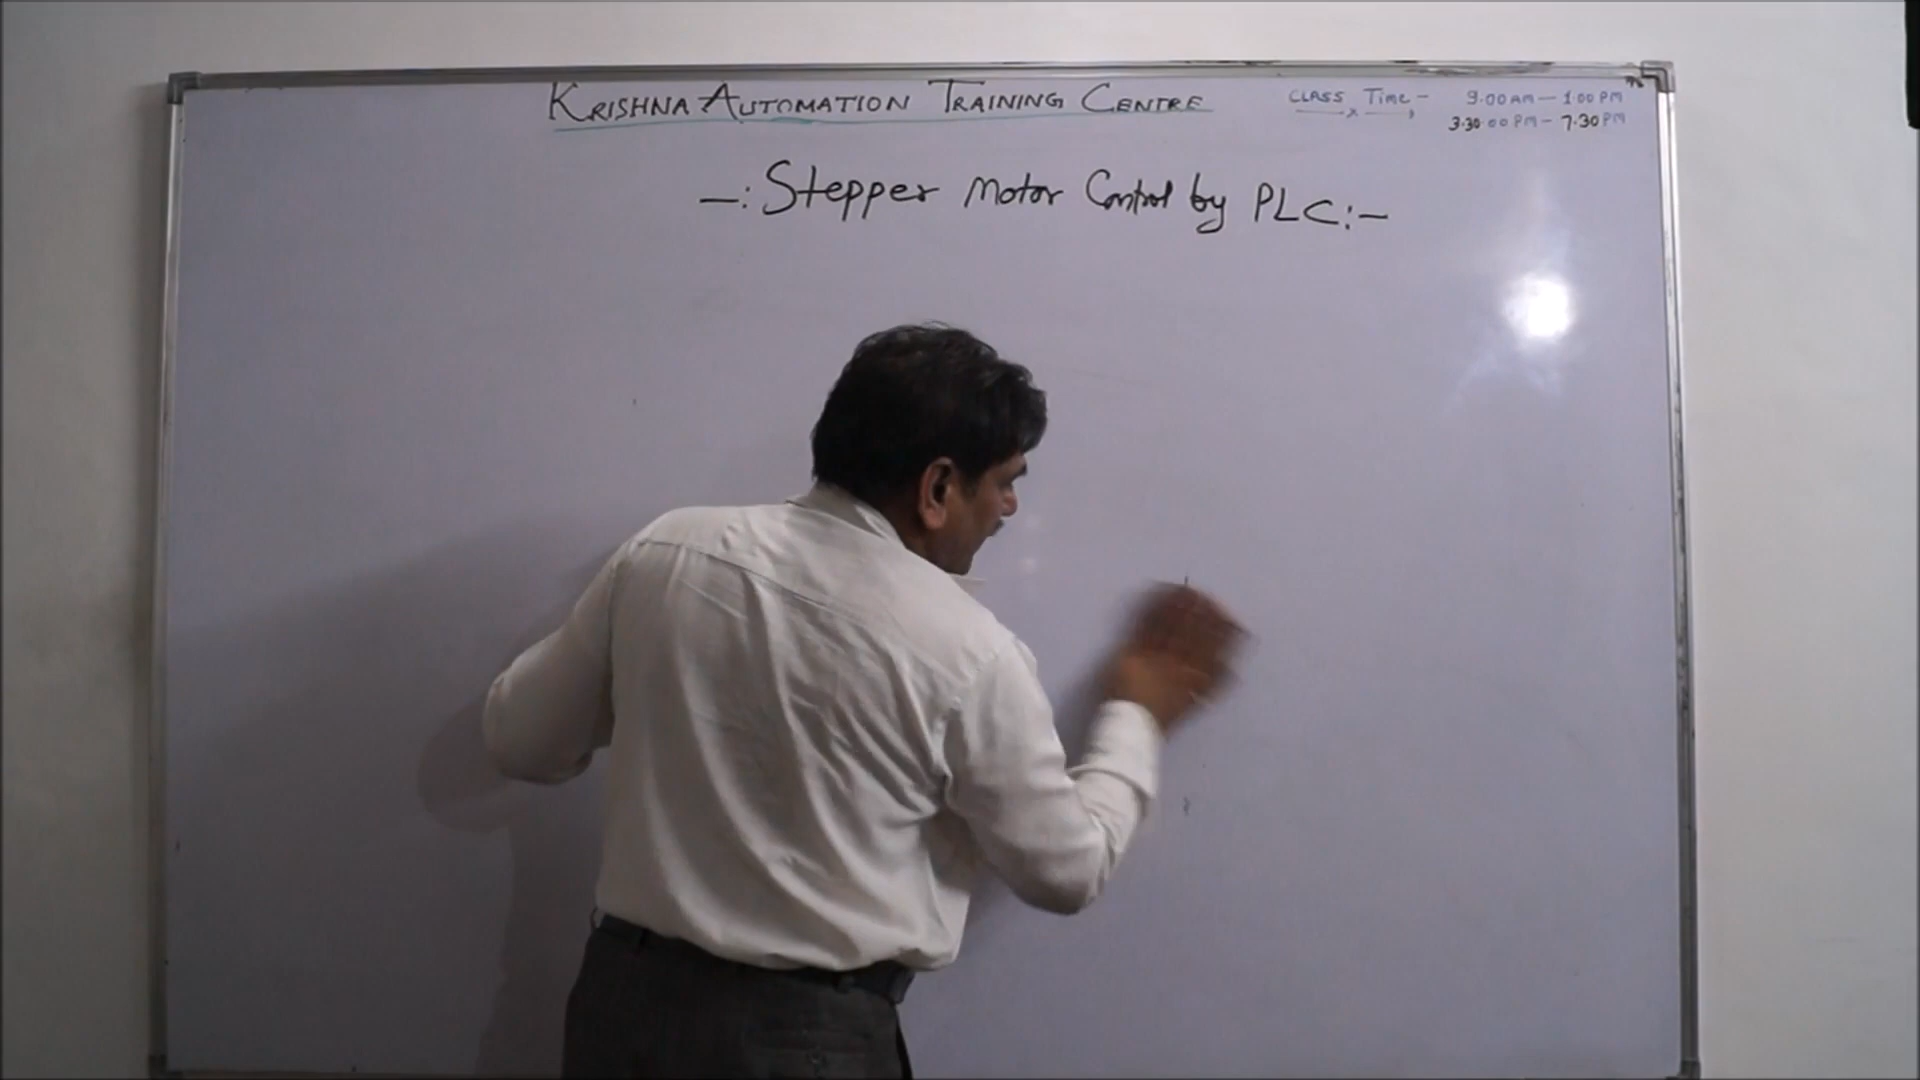 KRISHNA AUTOMATION TRAINING CENTRE
CLASS Time - 9.00 AM - 1.00 PM
3.30.00 PM - 7.30 PM
-: Stepper Motor Control by PLC:-